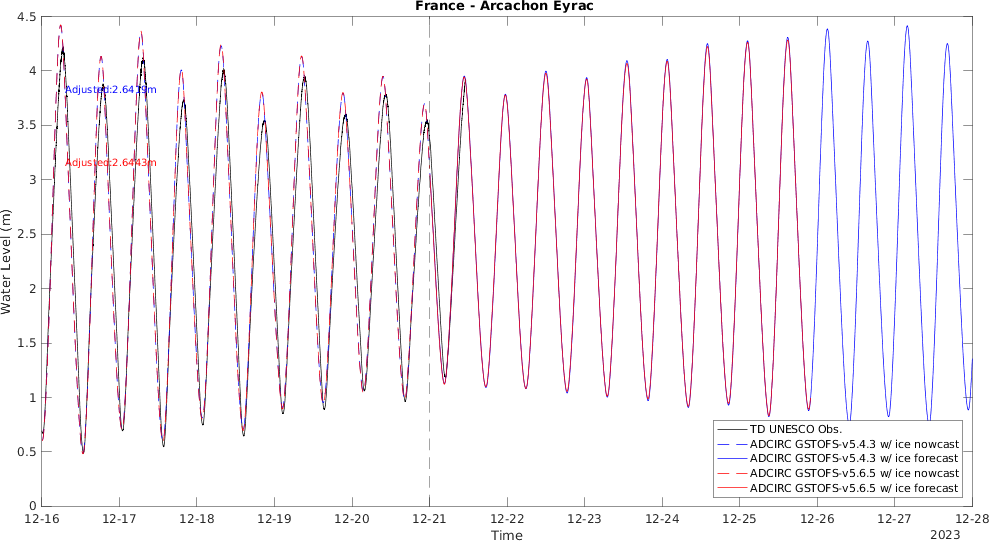 France - Arcachon Eyrac
Water Level (m)
4.5
4
3.5
3
2.5
2
1.5
1
0.5
0
Adjusted:2.6419m
Adjusted:2.6443m
TD UNESCO Obs.
ADCIRC GSTOFS-v5.4.3 w/ ice nowcast
ADCIRC GSTOFS-v5.4.3 w/ ice forecast
ADCIRC GSTOFS-v5.6.5 w/ ice nowcast
ADCIRC GSTOFS-v5.6.5 w/ ice forecast
12-16 12-17 12-18 12-19 12-20 12-21 12-22 12-23 12-24 12-25 12-26 12-27 12-28
Time
2023